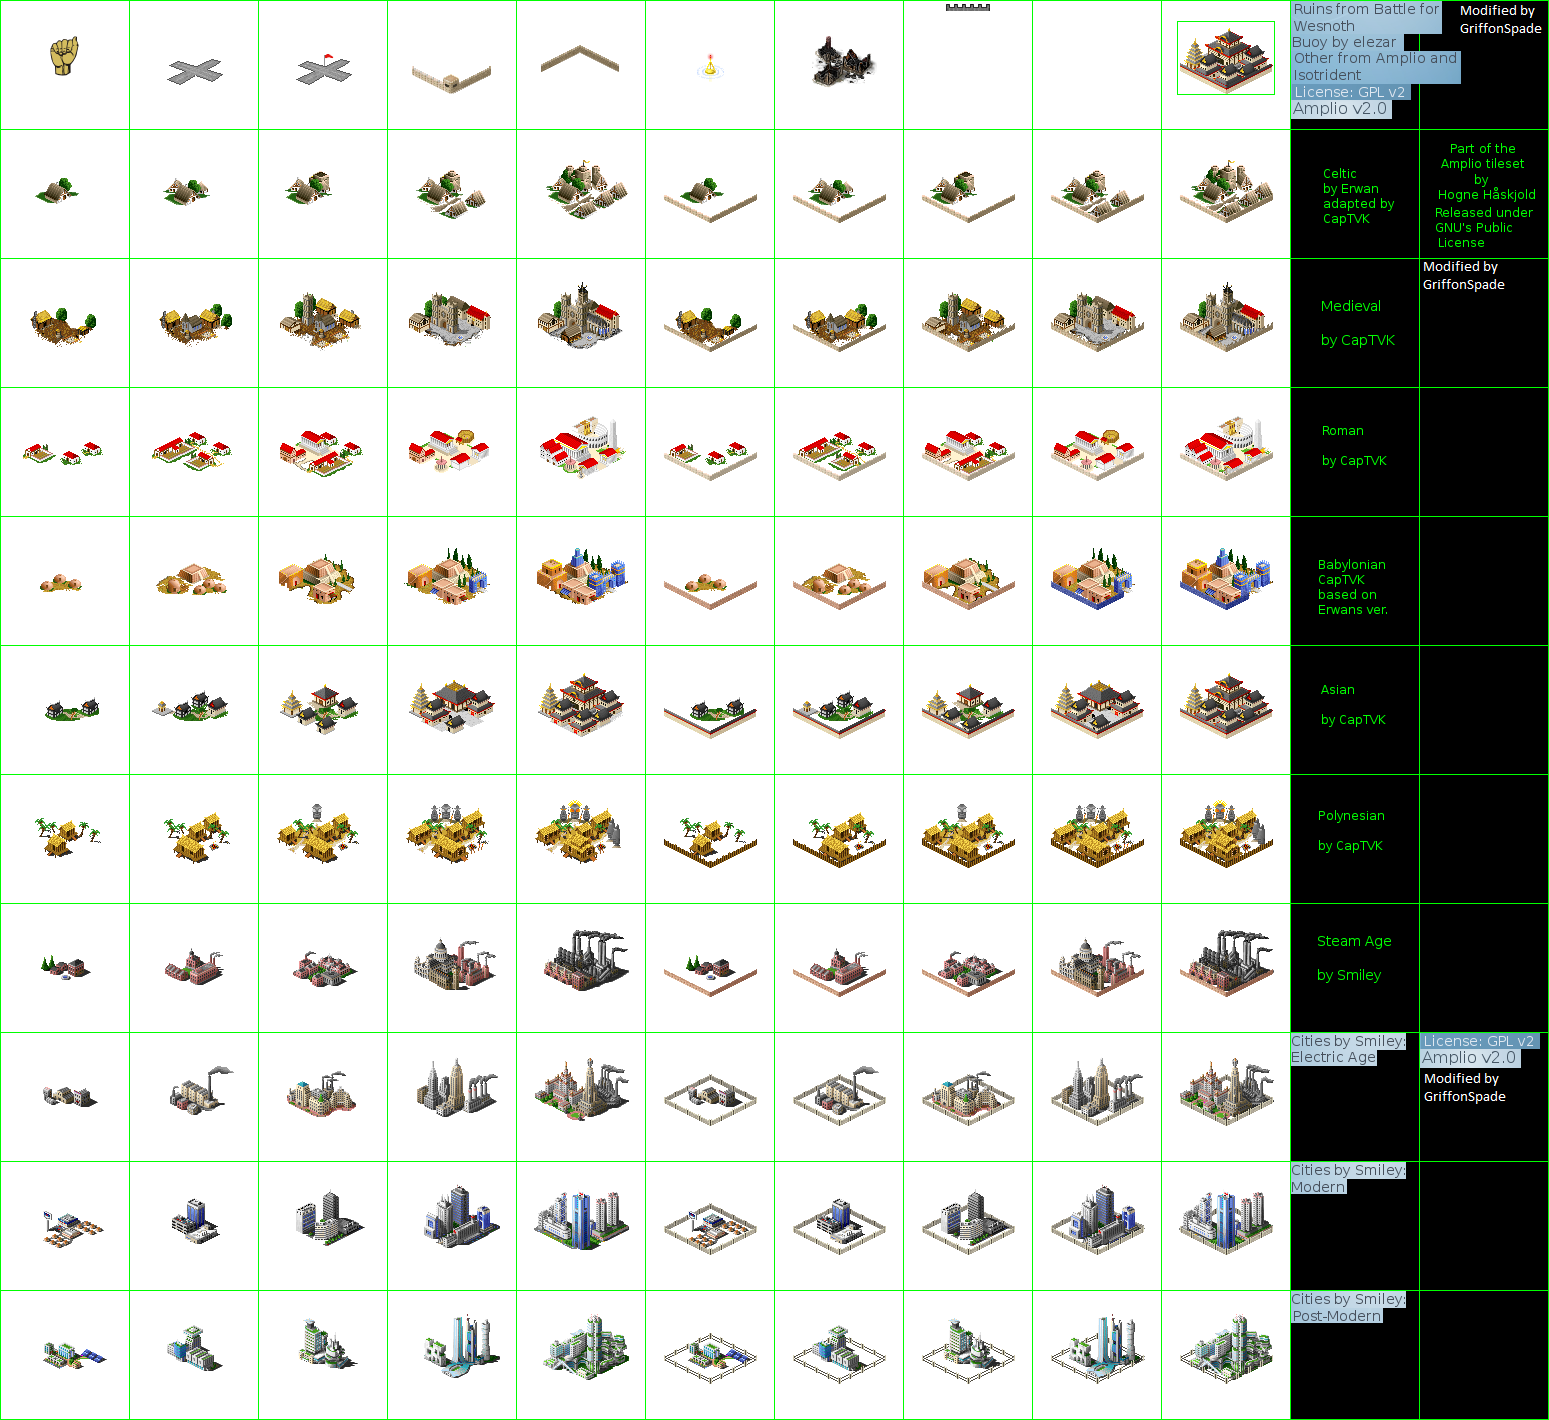 Ruins from Battle for
Wesnoth
Buoy by elezar
Other from Amplio and
Isotrident
License: GPL v2
Amplio v2.0
Modified by
GriffonSpade
Celtic
by Erwan
adapted by
CapTVK
Part of the
Amplio tileset
by
Hogne Håskjold
Released under
GNU's Public
License
Medieval
by CapTVK
Modified by
GriffonSpade
Roman
by CapTVK
Babylonian
CapTVK
based on
Erwans ver.
Asian
by CapTVK
Polynesian
by CapTVK
Steam Age
by Smiley
Cities by Smiley:
Electric Age
License: GPL v2
Amplio v2.0
Modified by
GriffonSpade
Cities by Smiley:
Modern
Cities by Smiley:
Post-Modern